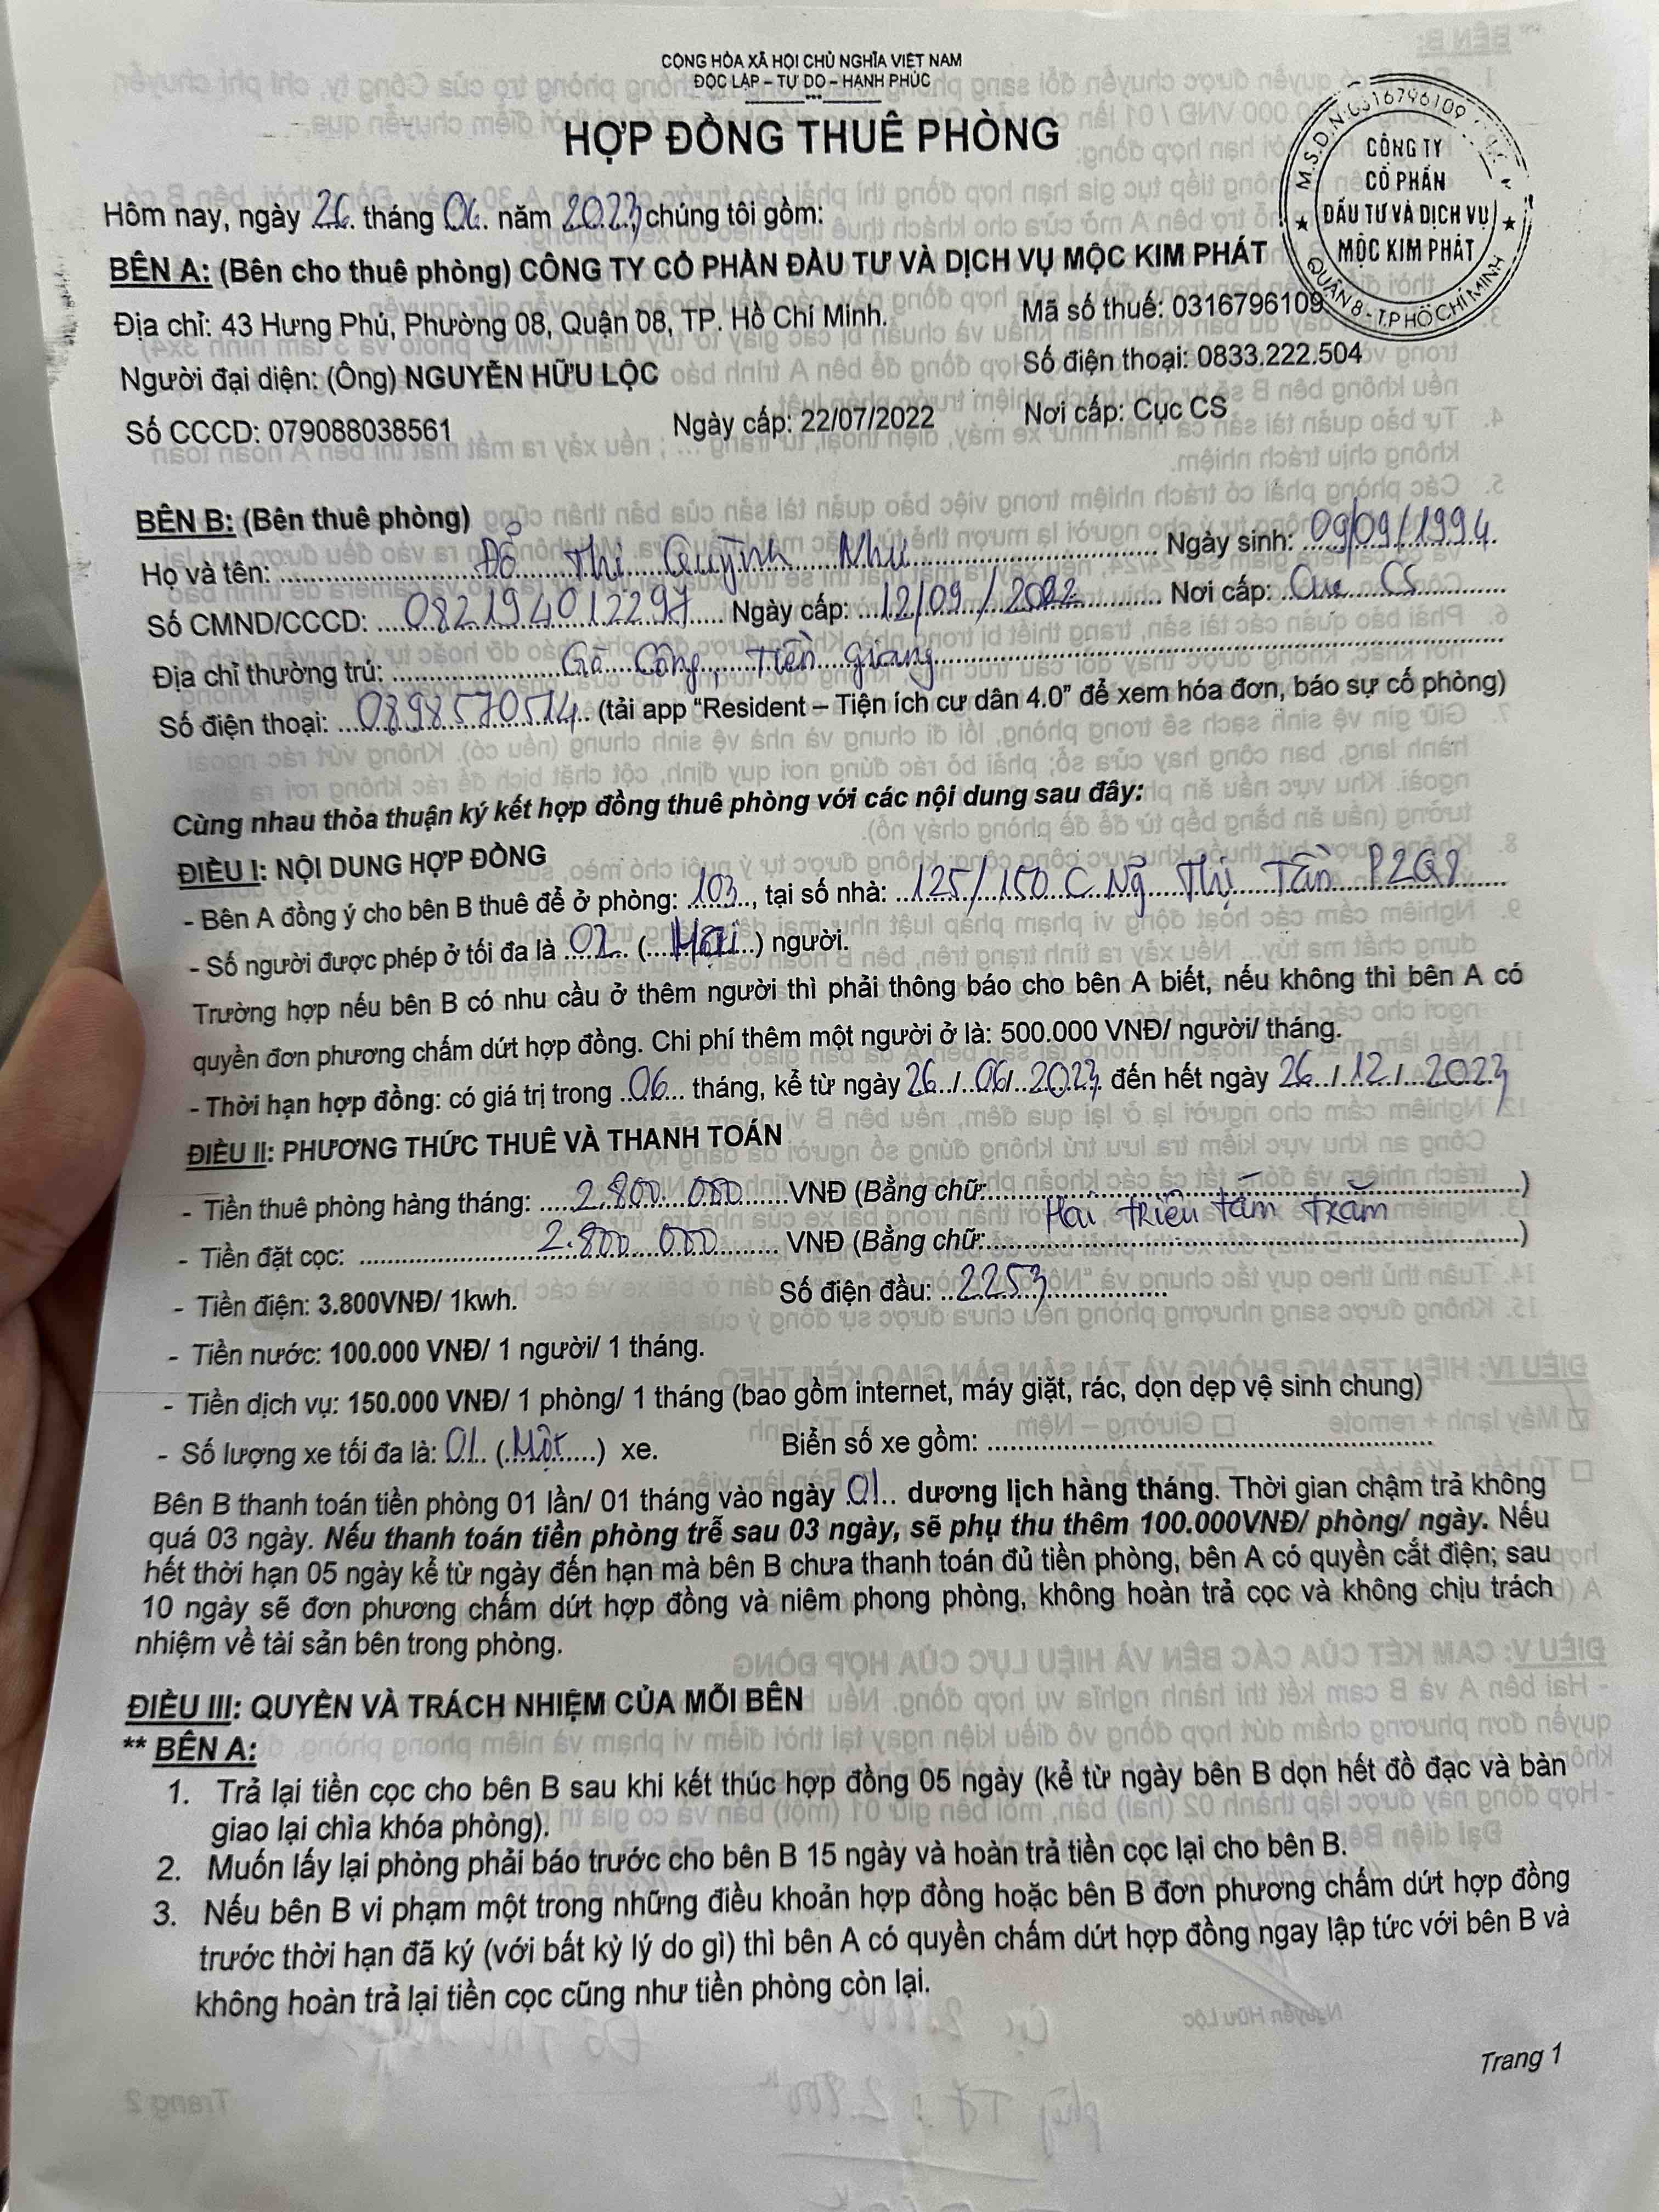 CỘNG HÒA XÃ HỘI CHỦ NGHĨA VIỆT NAM
ĐỘC LẬP – TỰ DO – HẠNH PHÚC
HỢP ĐỒNG THUÊ PHÒNG
M.S.D.N:0316796109
CÔNG TY
CỔ PHẦN
ĐẦU TƯ VÀ DỊCH VỤ
MỘC KIM PHÁT
QUẬN 8 - T.P HỒ CHÍ MINH
Hôm nay, ngày 26 tháng 06 năm 2023, chúng tôi gồm:
BÊN A: (Bên cho thuê phòng) CÔNG TY CỔ PHẦN ĐẦU TƯ VÀ DỊCH VỤ MỘC KIM PHÁT
Địa chỉ: 43 Hưng Phú, Phường 08, Quận 08, TP. Hồ Chí Minh. Mã số thuế: 0316796109
Người đại diện: (Ông) NGUYỄN HỮU LỘC Số điện thoại: 0833.222.504
Số CCCD: 079088038561 Ngày cấp: 22/07/2022 Nơi cấp: Cục CS
BÊN B: (Bên thuê phòng)
Họ và tên: Đỗ Thị Quỳnh Như Ngày sinh: 09/09/1994
Số CMND/CCCD: 082194012297 Ngày cấp: 12/09/2022 Nơi cấp: Cục CS
Địa chỉ thường trú: Gò Công, Tiền Giang
Số điện thoại: 0898570514 (tải app “Resident – Tiện ích cư dân 4.0” để xem hóa đơn, báo sự cố phòng)
Cùng nhau thỏa thuận ký kết hợp đồng thuê phòng với các nội dung sau đây:
ĐIỀU I: NỘI DUNG HỢP ĐỒNG
- Bên A đồng ý cho bên B thuê để ở phòng: 103, tại số nhà: 125/150C Ng Thị Tần P2Q8
- Số người được phép ở tối đa là 02 (Hai) người.
Trường hợp nếu bên B có nhu cầu ở thêm người thì phải thông báo cho bên A biết, nếu không thì bên A có
quyền đơn phương chấm dứt hợp đồng. Chi phí thêm một người ở là: 500.000 VNĐ/ người/ tháng.
- Thời hạn hợp đồng: có giá trị trong 06 tháng, kể từ ngày 26/06/2023 đến hết ngày 26/12/2023
ĐIỀU II: PHƯƠNG THỨC THUÊ VÀ THANH TOÁN
- Tiền thuê phòng hàng tháng: 2.800.000 VNĐ (Bằng chữ: )
Hai triệu tám trăm
- Tiền đặt cọc: 2.800.000 VNĐ (Bằng chữ: )
- Tiền điện: 3.800VNĐ/ 1kwh. Số điện đầu: 2253
- Tiền nước: 100.000 VNĐ/ 1 người/ 1 tháng.
- Tiền dịch vụ: 150.000 VNĐ/ 1 phòng/ 1 tháng (bao gồm internet, máy giặt, rác, dọn dẹp vệ sinh chung)
- Số lượng xe tối đa là: 01 (Một) xe. Biển số xe gồm:
Bên B thanh toán tiền phòng 01 lần/ 01 tháng vào ngày 01 dương lịch hàng tháng. Thời gian chậm trả không
quá 03 ngày. Nếu thanh toán tiền phòng trễ sau 03 ngày, sẽ phụ thu thêm 100.000VNĐ/ phòng/ ngày. Nếu
hết thời hạn 05 ngày kể từ ngày đến hạn mà bên B chưa thanh toán đủ tiền phòng, bên A có quyền cắt điện; sau
10 ngày sẽ đơn phương chấm dứt hợp đồng và niêm phong phòng, không hoàn trả cọc và không chịu trách
nhiệm về tài sản bên trong phòng.
ĐIỀU III: QUYỀN VÀ TRÁCH NHIỆM CỦA MỖI BÊN
** BÊN A:
1. Trả lại tiền cọc cho bên B sau khi kết thúc hợp đồng 05 ngày (kể từ ngày bên B dọn hết đồ đạc và bàn
giao lại chìa khóa phòng).
2. Muốn lấy lại phòng phải báo trước cho bên B 15 ngày và hoàn trả tiền cọc lại cho bên B.
3. Nếu bên B vi phạm một trong những điều khoản hợp đồng hoặc bên B đơn phương chấm dứt hợp đồng
trước thời hạn đã ký (với bất kỳ lý do gì) thì bên A có quyền chấm dứt hợp đồng ngay lập tức với bên B và
không hoàn trả lại tiền cọc cũng như tiền phòng còn lại.
Trang 1